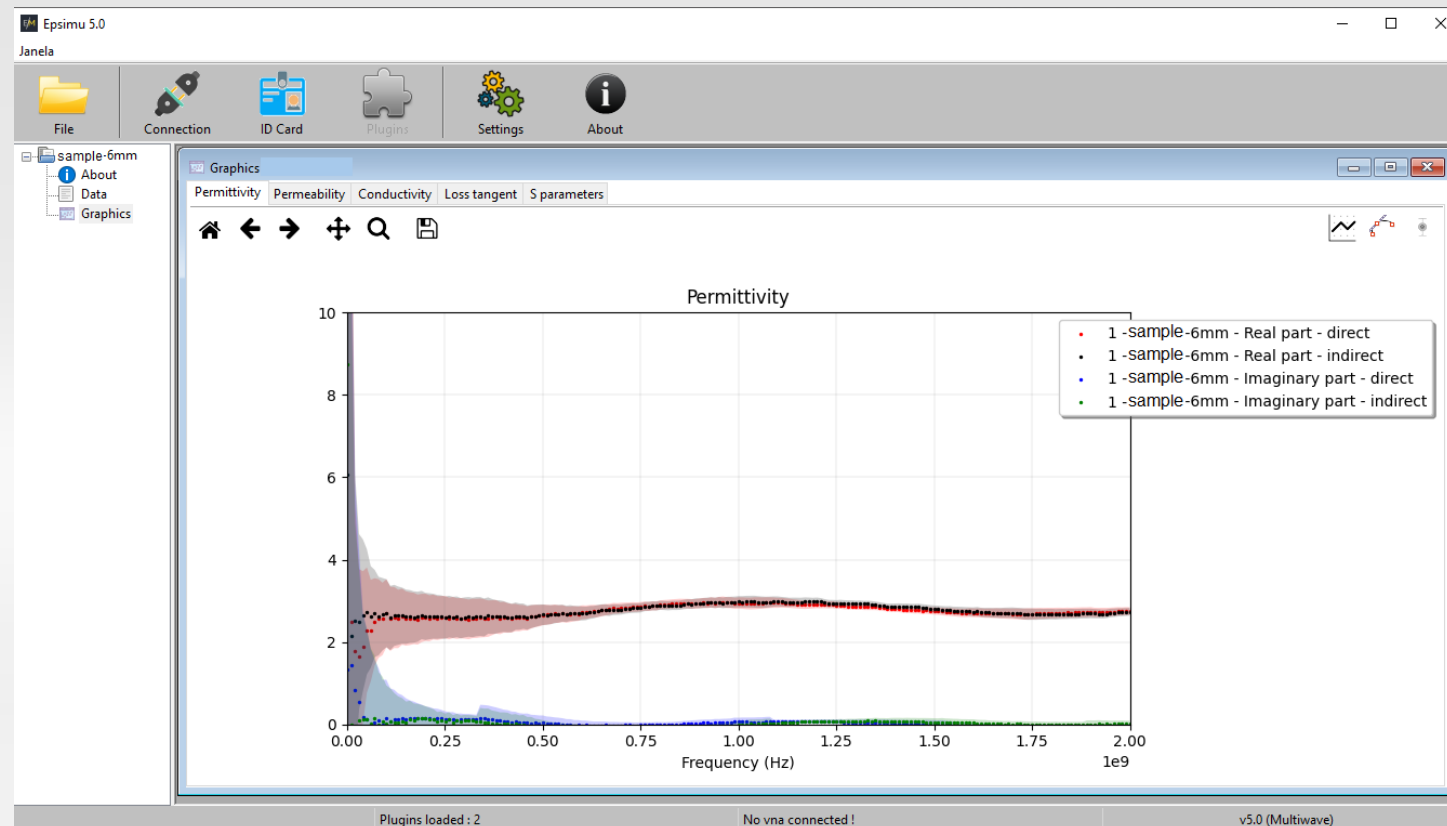 EpM Epsimu 5.0
Janela
File
Connection
ID Card
Plugins
Settings
About
sample-6mm
About
Data
Graphics
Graphics
Permittivity Permeability Conductivity Loss tangent S parameters
Permittivity
1 -sample-6mm - Real part - direct
1 -sample-6mm - Real part - indirect
1 -sample-6mm - Imaginary part - direct
1 -sample-6mm - Imaginary part - indirect
10
8
6
4
2
0
0.00 0.25 0.50 0.75 1.00 1.25 1.50 1.75 2.00
1e9
Frequency (Hz)
Plugins loaded : 2
No vna connected !
v5.0 (Multiwave)